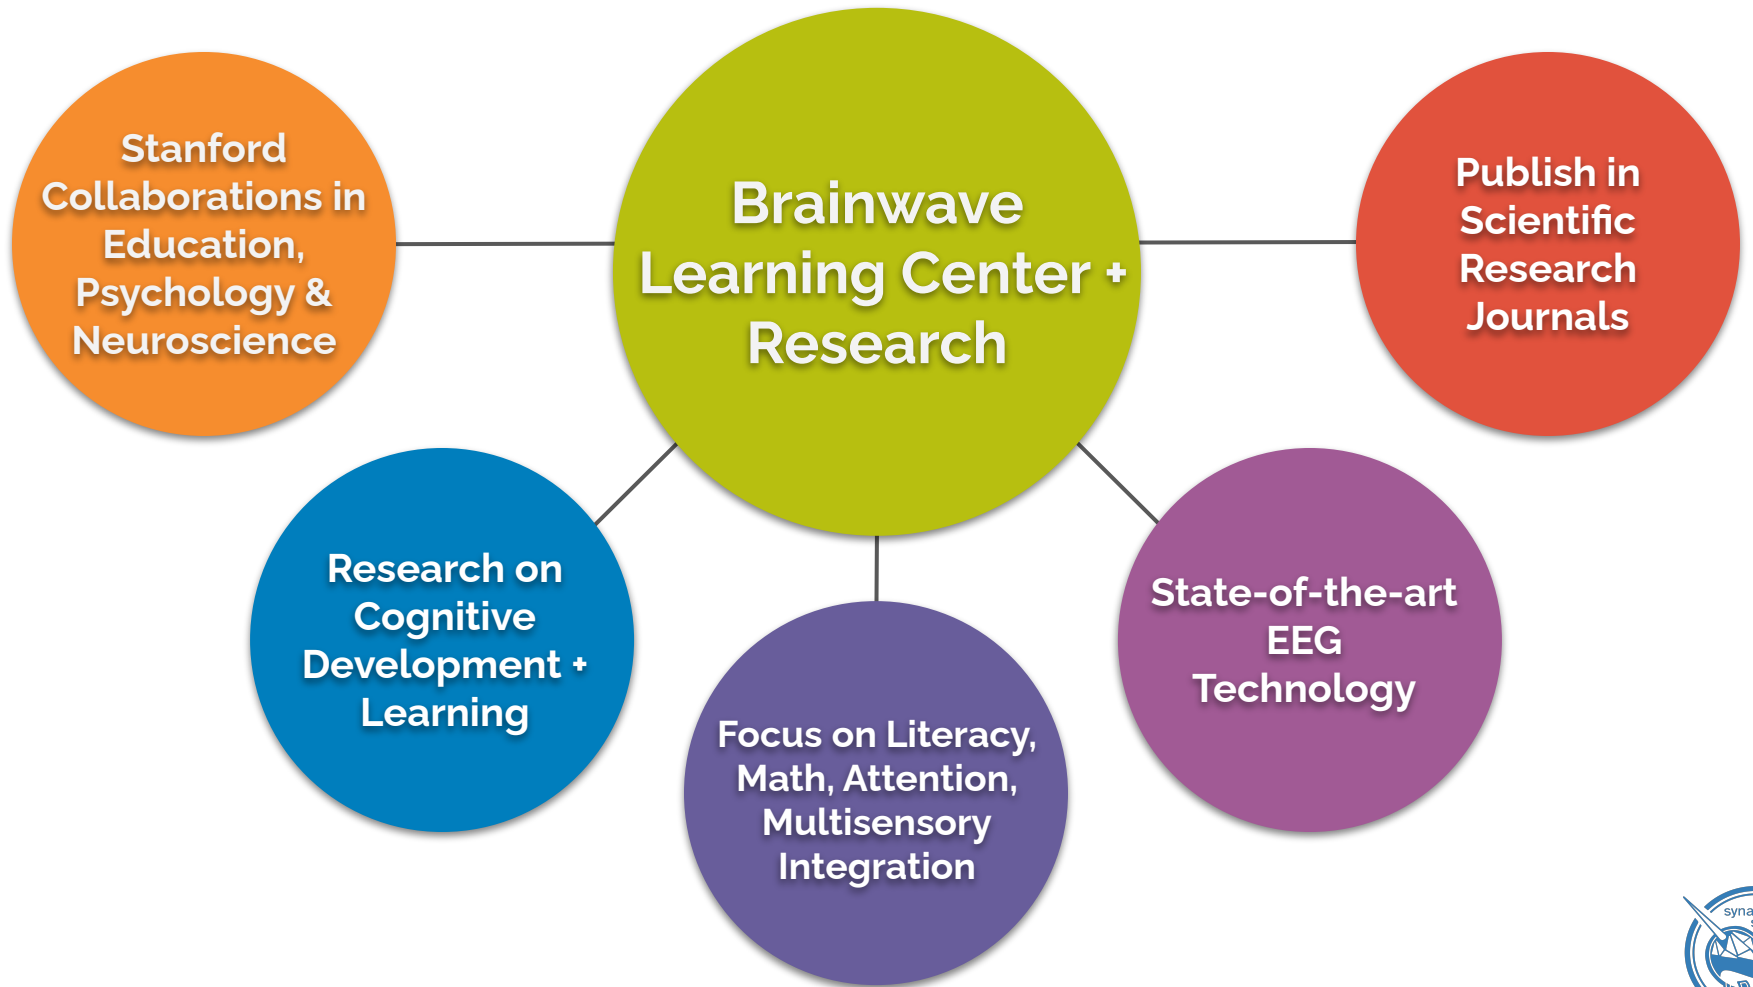 Stanford
Collaborations in
Education,
Psychology &
Neuroscience
Brainwave
Learning Center +
Research
Publish in
Scientific
Research
Journals
Research on
Cognitive
Development +
Learning
Focus on Literacy,
Math, Attention,
Multisensory
Integration
State-of-the-art
EEG
Technology